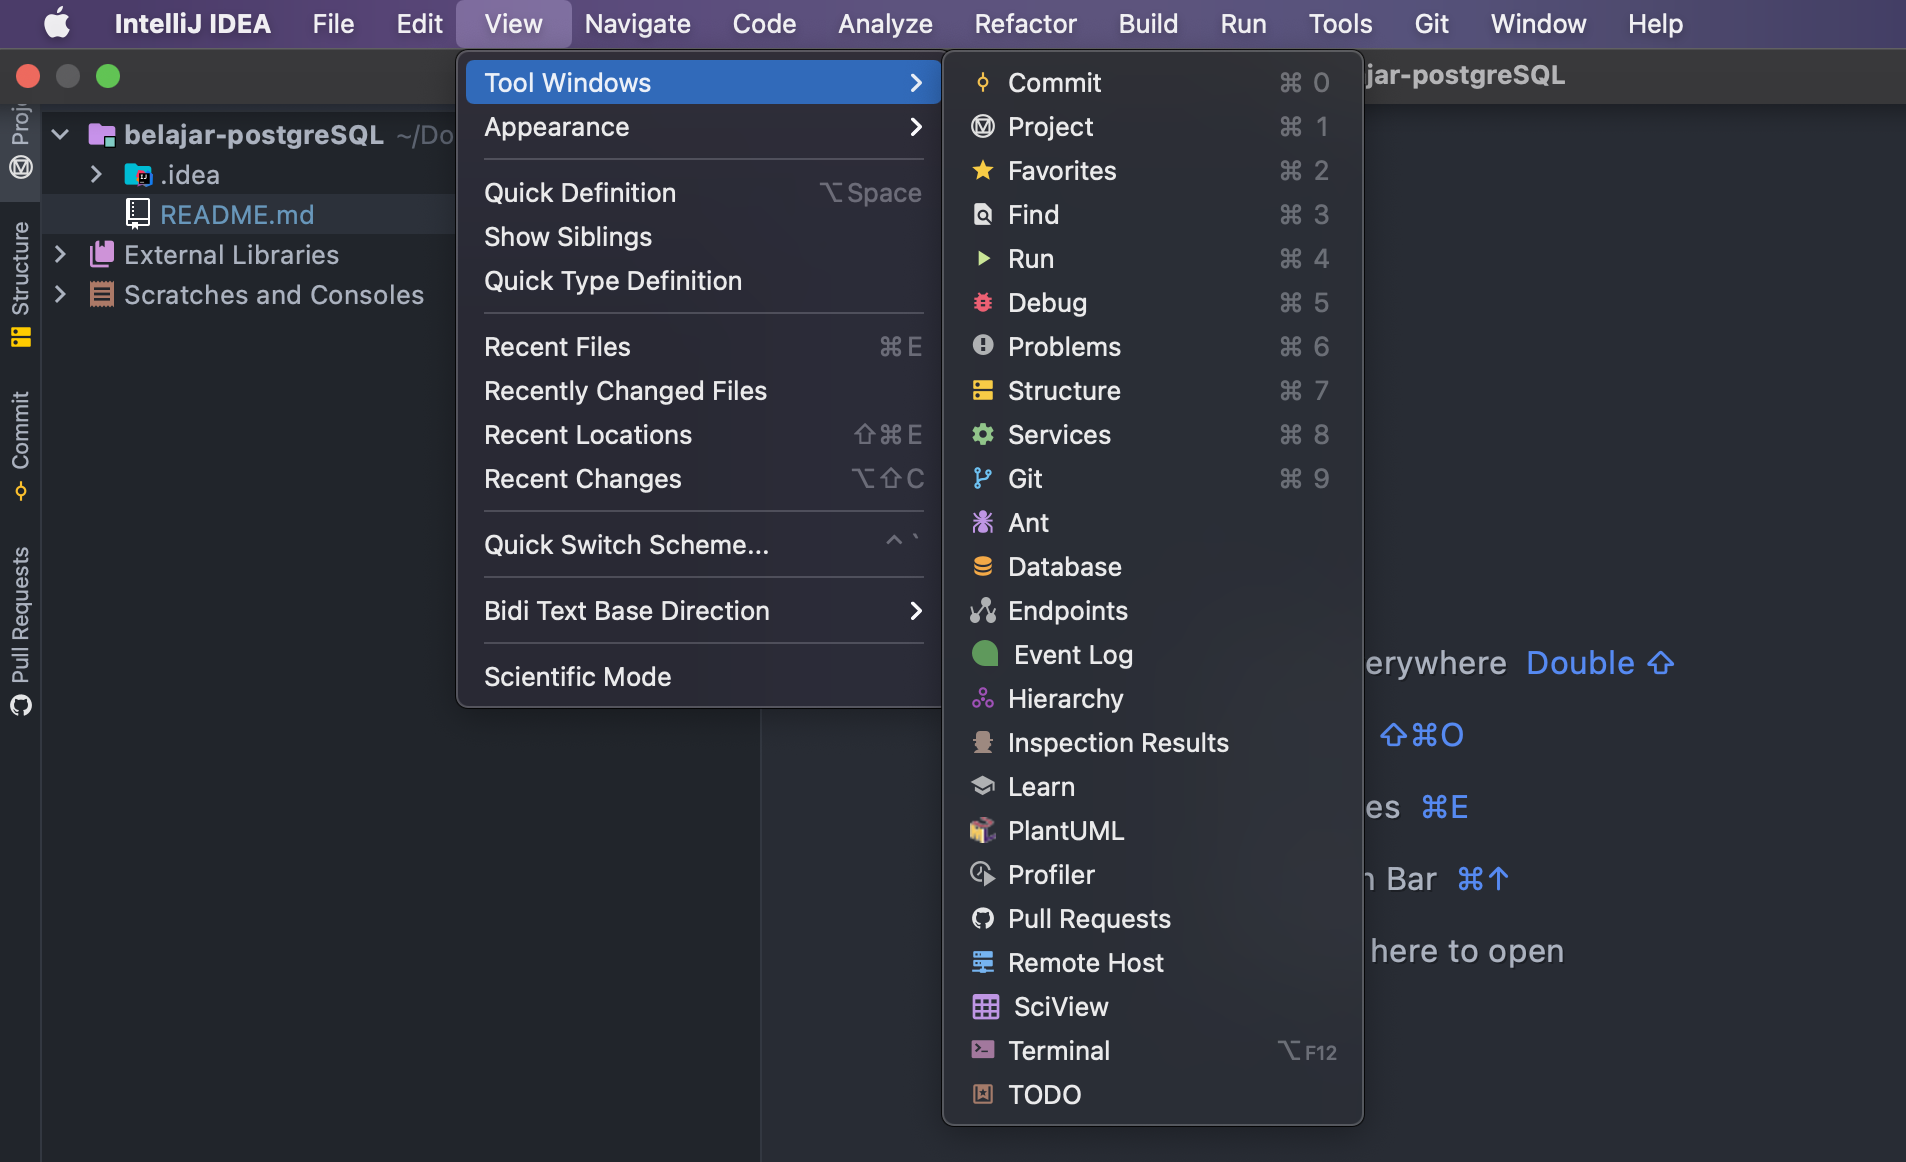 IntelliJ IDEA File Edit View Navigate Code Analyze Refactor Build Run Tools Git Window Help
jar-postgreSQL
Structure
Commit
Pull Requests
belajar-postgreSQL ~/Do
.idea
README.md
External Libraries
Scratches and Consoles
Tool Windows
Appearance
Quick Definition ⌥Space
Show Siblings
Quick Type Definition
Recent Files ⌘E
Recently Changed Files
Recent Locations ⇧⌘E
Recent Changes ⌥⇧C
Quick Switch Scheme... ^`
Bidi Text Base Direction
Scientific Mode
Commit ⌘0
Project ⌘1
Favorites ⌘2
Find ⌘3
Run ⌘4
Debug ⌘5
Problems ⌘6
Structure ⌘7
Services ⌘8
Git ⌘9
Ant
Database
Endpoints
Event Log
Hierarchy
Inspection Results
Learn
PlantUML
Profiler
Pull Requests
Remote Host
SciView
Terminal ⌥F12
TODO
erywhere Double ⇧
⇧⌘O
es ⌘E
n Bar ⌘↑
here to open